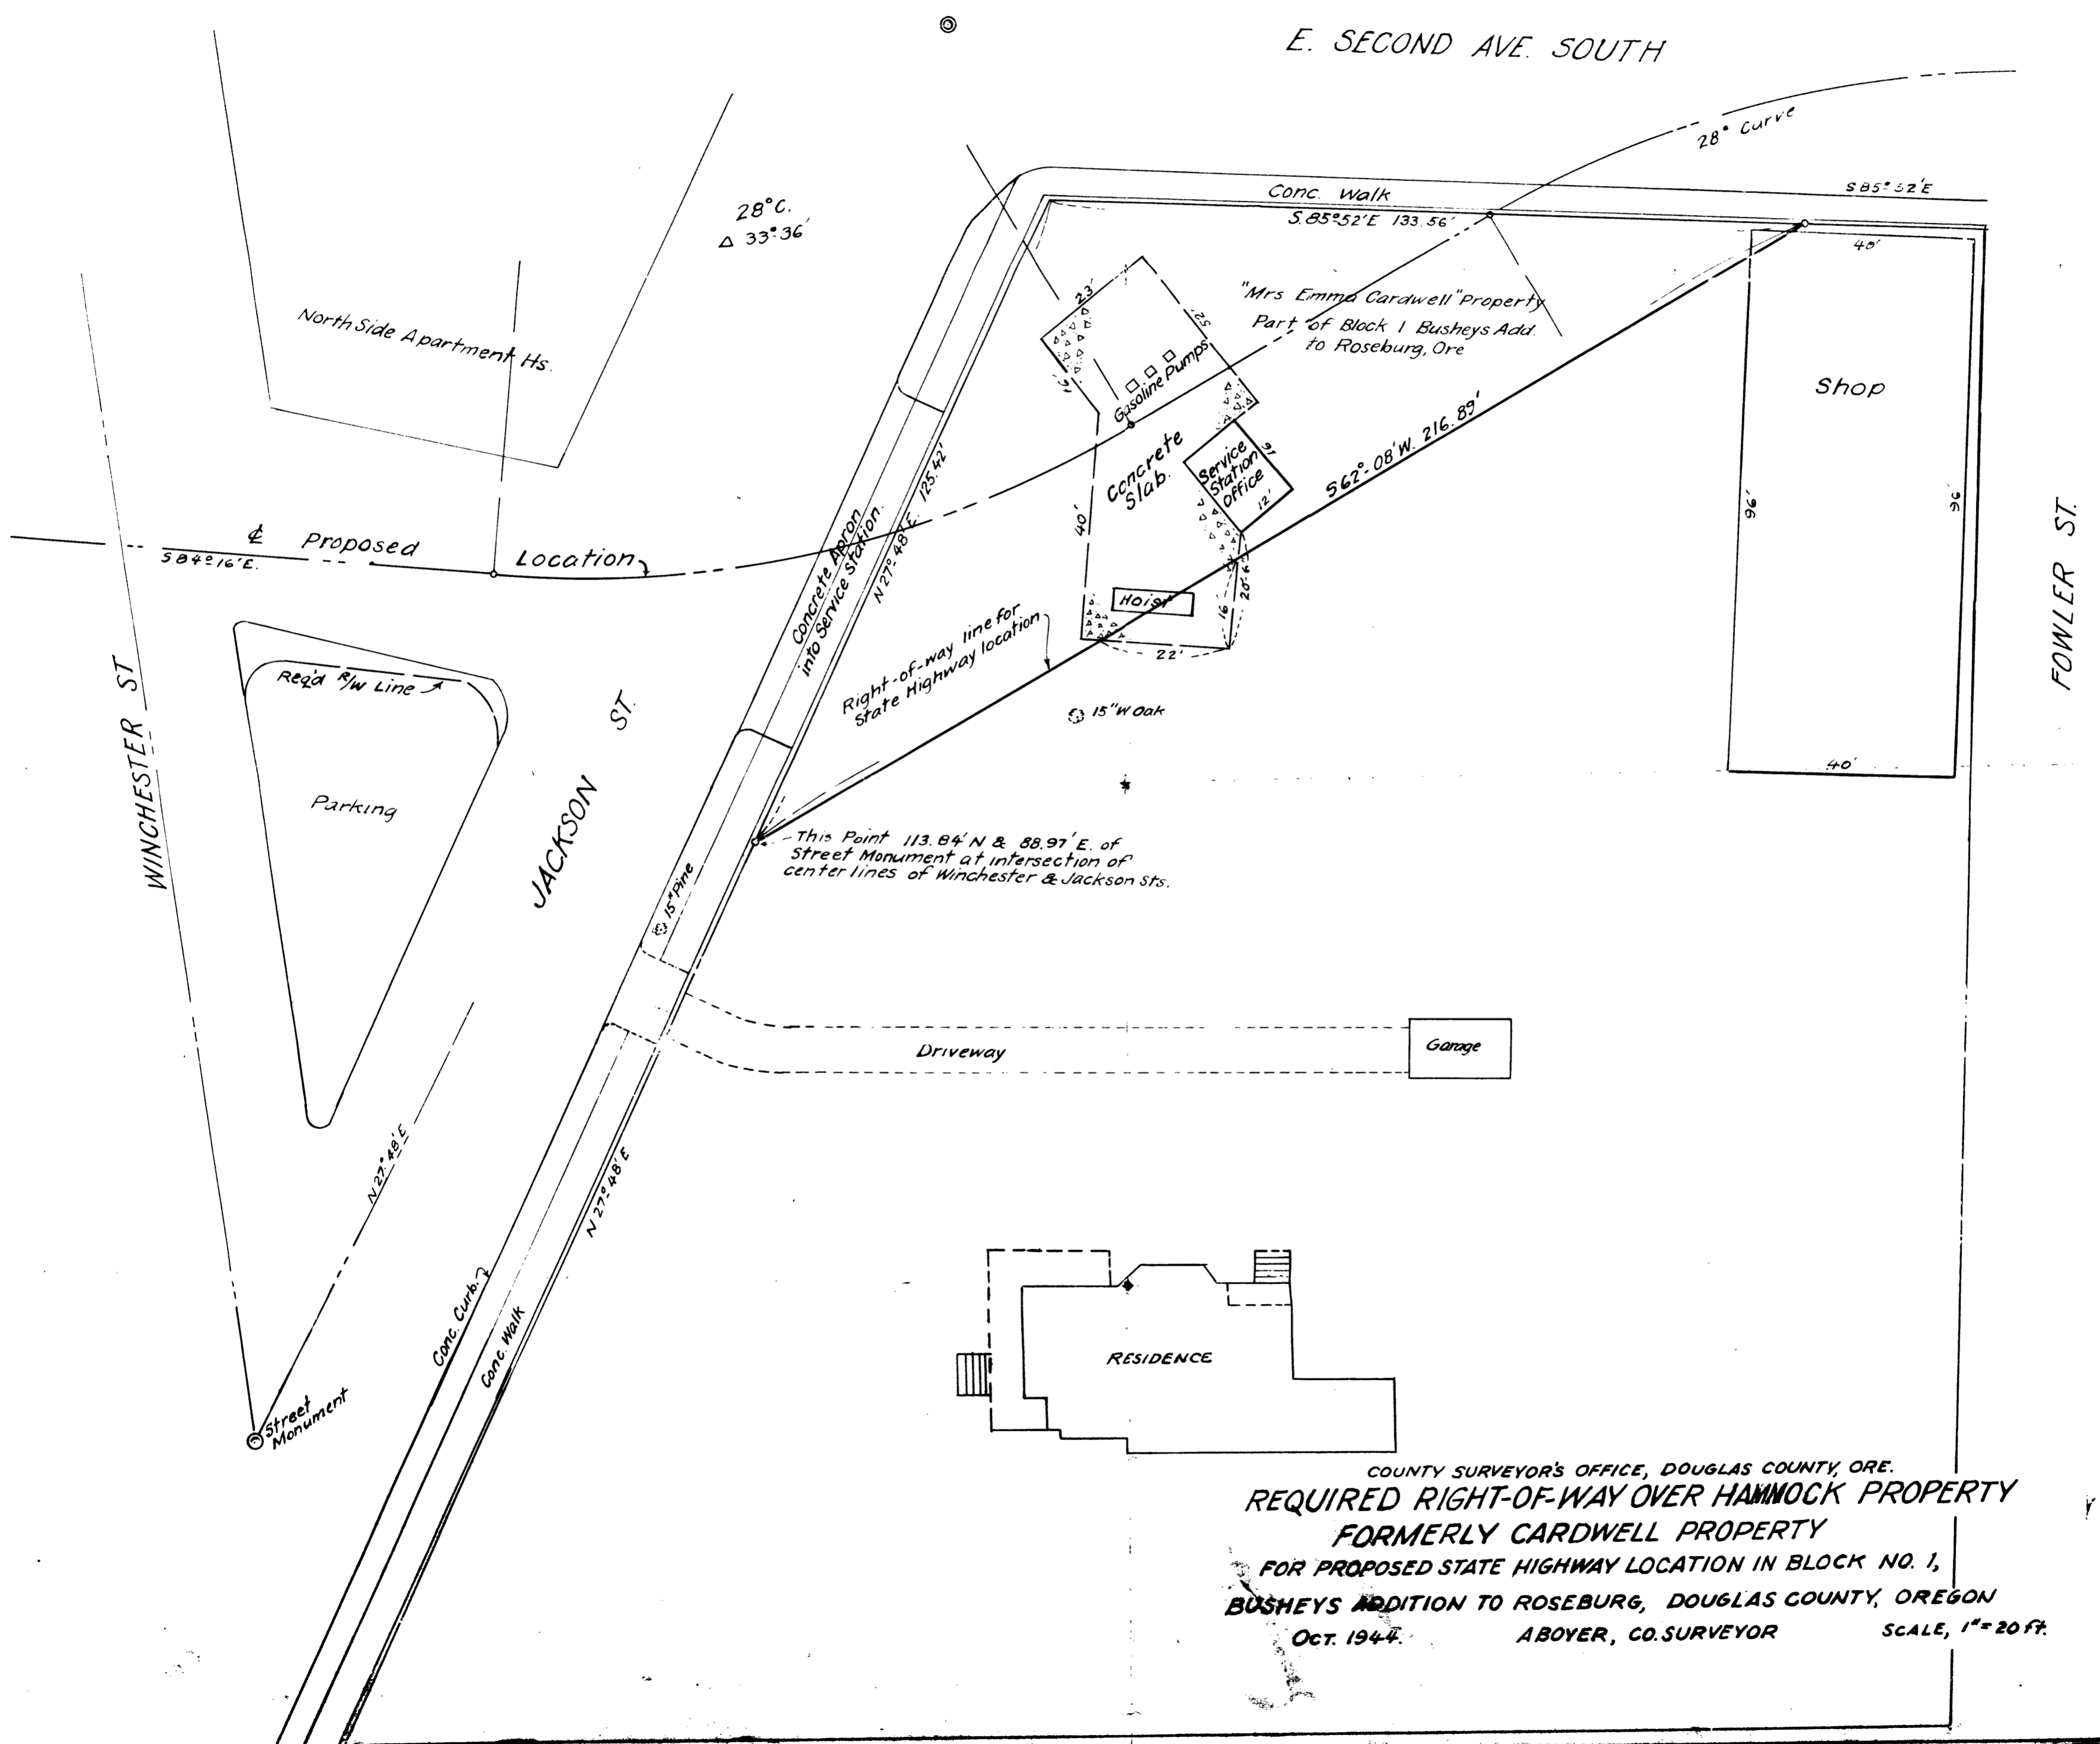 E. SECOND AVE. SOUTH
28° Curve
S85°52'E
Conc. Walk
S.85°52'E 133.56'
28°C.
Δ 33°36'
North Side Apartment Hs.
23'
52'
16'
Gasoline Pumps
"Mrs Emma Cardwell" Property
Part of Block 1 Busheys Add.
to Roseburg, Ore
40'
Shop
96'
96'
40'
FOWLER ST.
Concrete
Slab.
Service
Station
Office
16
12'
40'
S62°-08'W. 216.89'
Hoist
16
20'-6
22'
℄ Proposed Location
S84°16'E.
Concrete Apron
into Service Station.
N27°48'E. 125.42'
Right-of-way line for
State Highway location
15" W Oak
WINCHESTER ST
Req'd R/W Line
Parking
JACKSON ST.
This Point 113.84' N & 88.97' E. of
Street Monument at intersection of
center lines of Winchester & Jackson Sts.
15" Pine
Driveway
Garage
N27°48'E
N27°48'E
Conc. Curb.
Conc. Walk
Street
Monument
RESIDENCE
COUNTY SURVEYOR'S OFFICE, DOUGLAS COUNTY, ORE.
REQUIRED RIGHT-OF-WAY OVER HAMMOCK PROPERTY
FORMERLY CARDWELL PROPERTY
FOR PROPOSED STATE HIGHWAY LOCATION IN BLOCK NO. 1,
BUSHEYS ADDITION TO ROSEBURG, DOUGLAS COUNTY, OREGON
OCT. 1944. A BOYER, CO. SURVEYOR SCALE, 1"=20 ft.